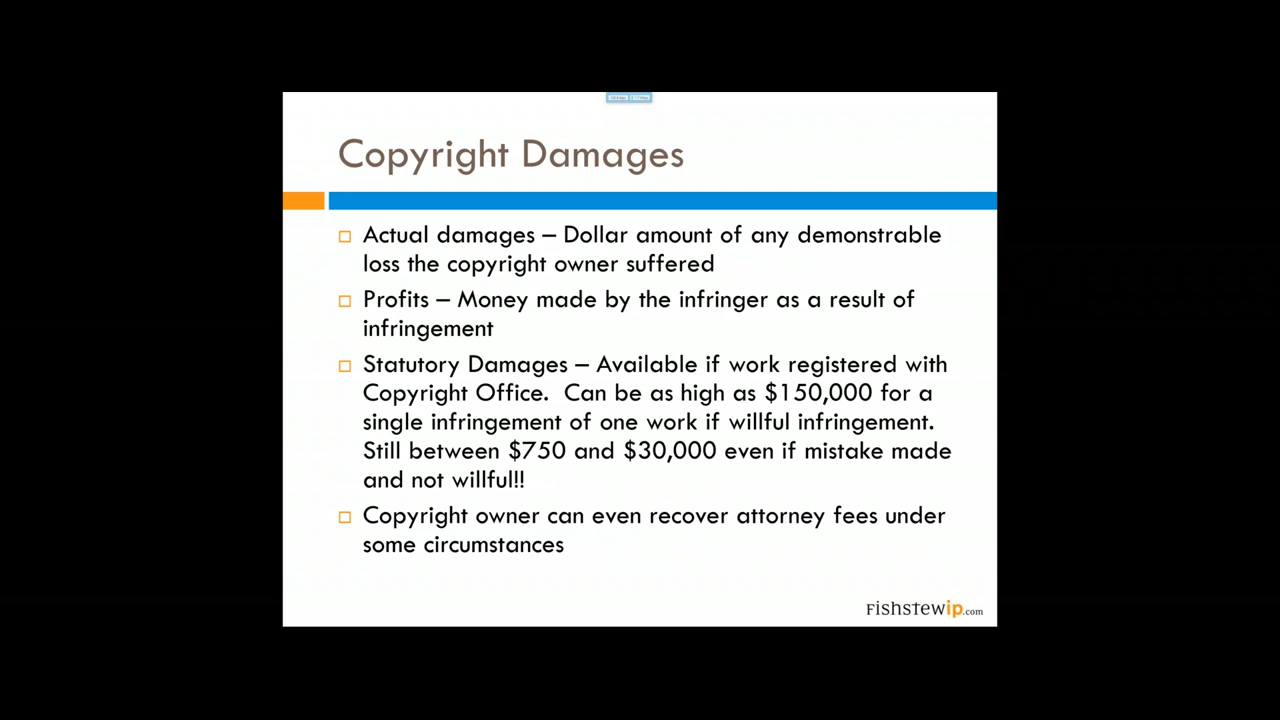 Copyright Damages
Actual damages – Dollar amount of any demonstrable
loss the copyright owner suffered
Profits – Money made by the infringer as a result of
infringement
Statutory Damages – Available if work registered with
Copyright Office.  Can be as high as $150,000 for a
single infringement of one work if willful infringement.
Still between $750 and $30,000 even if mistake made
and not willful!!
Copyright owner can even recover attorney fees under
some circumstances
Fishstewip.com